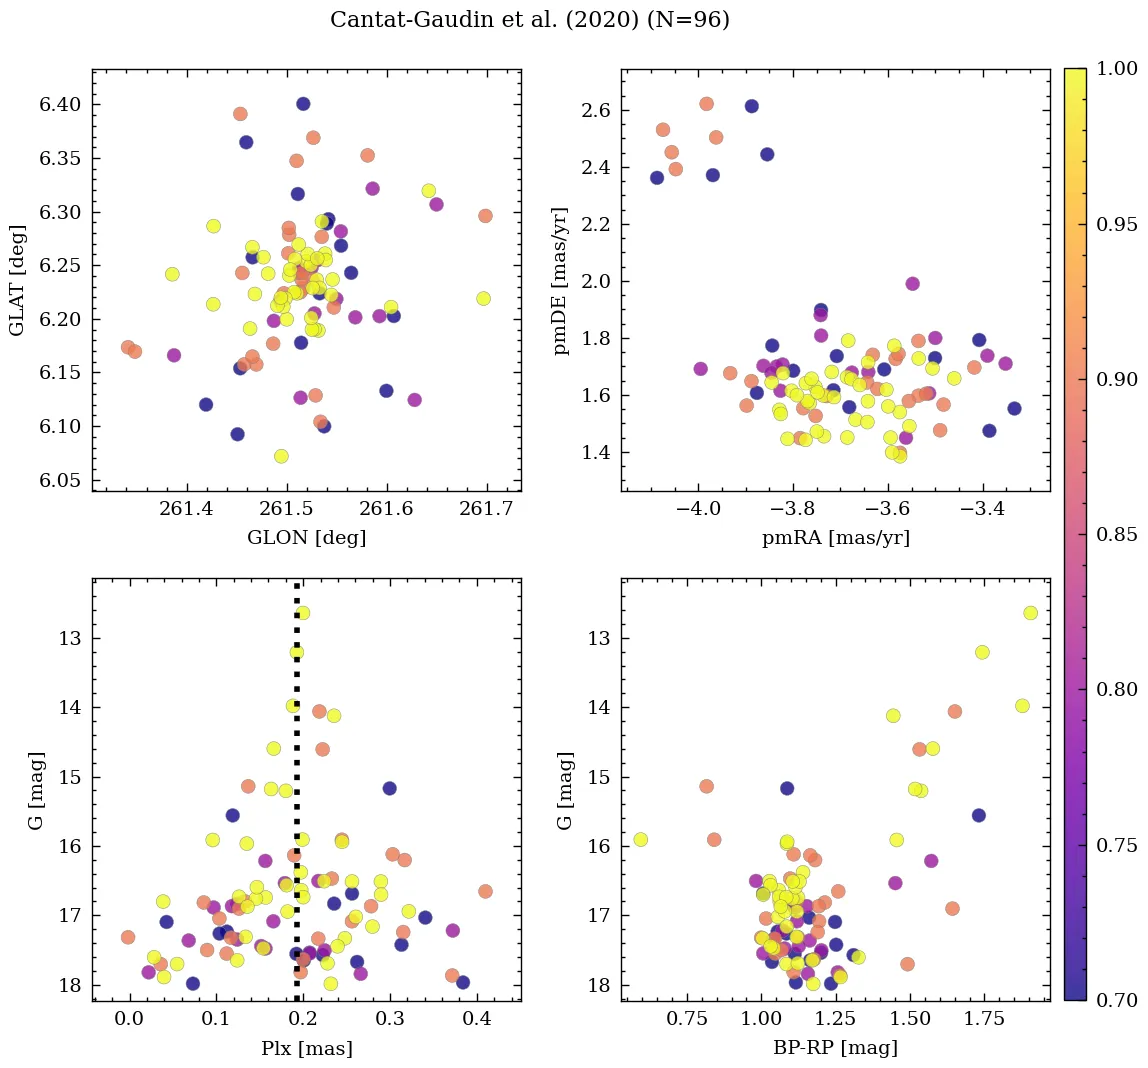 Cantat-Gaudin et al. (2020) (N=96)
6.40
6.35
6.30
6.25
6.20
6.15
6.10
6.05
GLAT [deg]
261.4 261.5 261.6 261.7
GLON [deg]
2.6
2.4
2.2
2.0
1.8
1.6
1.4
pmDE [mas/yr]
−4.0 −3.8 −3.6 −3.4
pmRA [mas/yr]
13
14
15
16
17
18
G [mag]
0.0 0.1 0.2 0.3 0.4
Plx [mas]
13
14
15
16
17
18
G [mag]
0.75 1.00 1.25 1.50 1.75
BP-RP [mag]
1.00
0.95
0.90
0.85
0.80
0.75
0.70